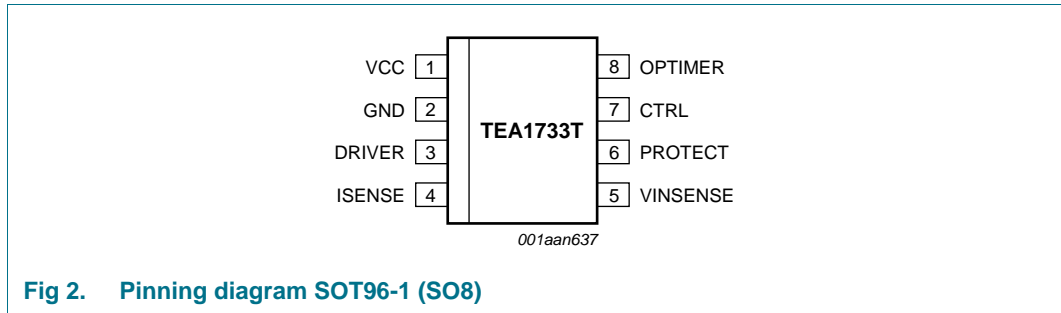 VCC 1
GND 2
DRIVER 3
ISENSE 4
TEA1733T
8 OPTIMER
7 CTRL
6 PROTECT
5 VINSENSE
001aan637
Fig 2. Pinning diagram SOT96-1 (SO8)